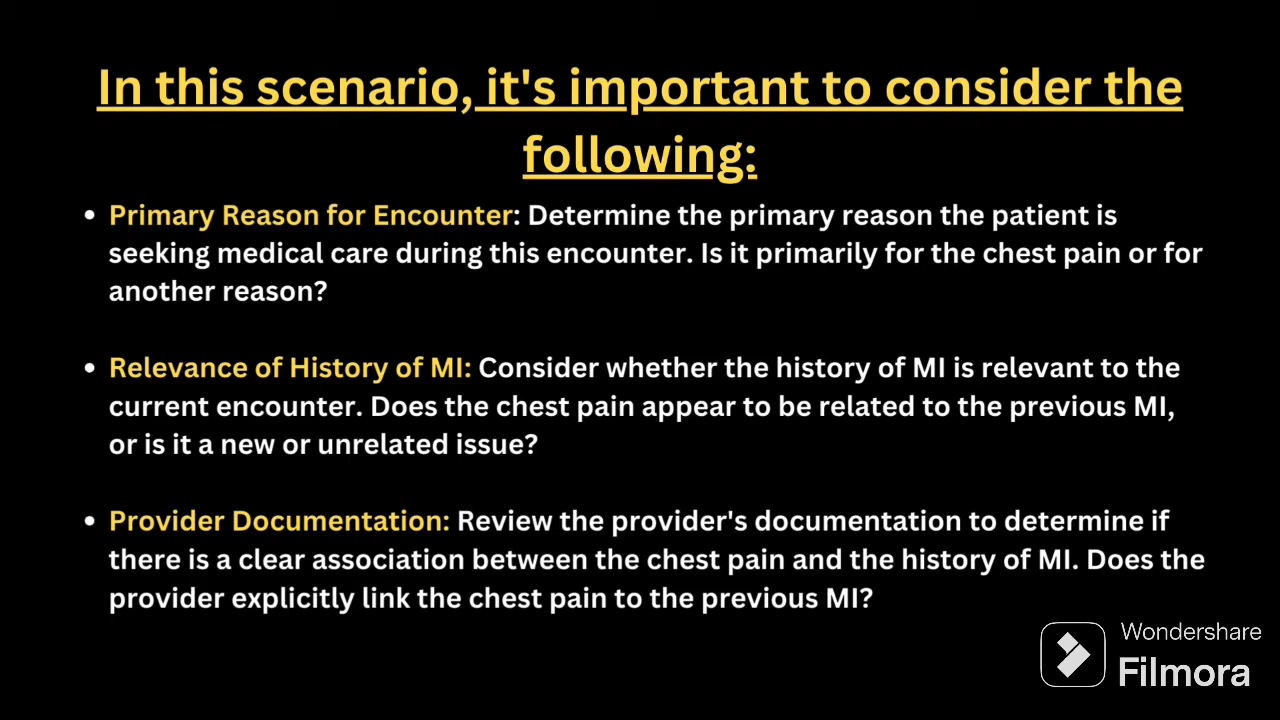 In this scenario, it's important to consider the
following:
• Primary Reason for Encounter: Determine the primary reason the patient is
seeking medical care during this encounter. Is it primarily for the chest pain or for
another reason?
• Relevance of History of MI: Consider whether the history of MI is relevant to the
current encounter. Does the chest pain appear to be related to the previous MI,
or is it a new or unrelated issue?
• Provider Documentation: Review the provider's documentation to determine if
there is a clear association between the chest pain and the history of MI. Does the
provider explicitly link the chest pain to the previous MI?
Wondershare
Filmora